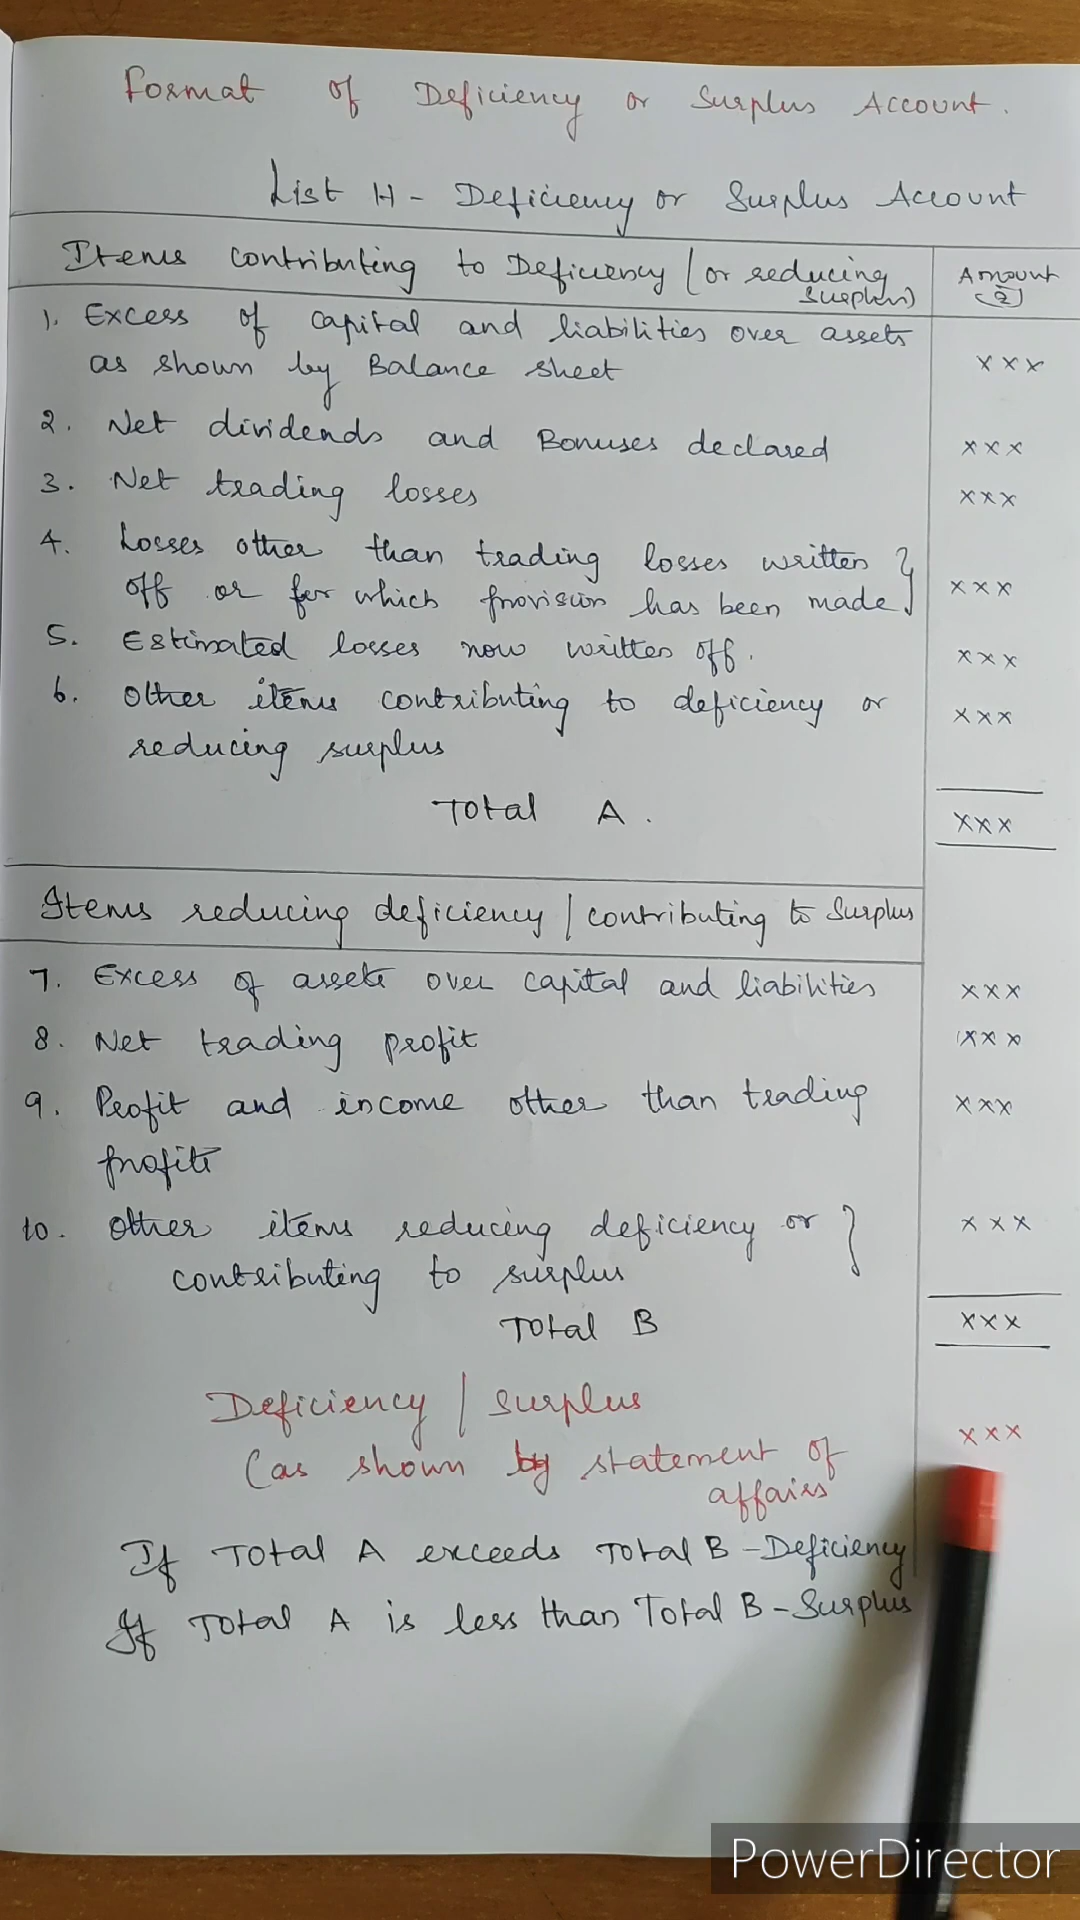 Format of Deficiency or Surplus Account.
List H - Deficiency or Surplus Account
Items contributing to Deficiency (or reducing surplus)
Amount
(₹)
1. Excess of capital and liabilities over assets
as shown by Balance sheet
xxx
2. Net dividends and Bonuses declared
xxx
3. Net trading losses
xxx
4. Losses other than trading losses written
off or for which provision has been made
xxx
5. Estimated losses now written off.
xxx
6. Other items contributing to deficiency or
reducing surplus
xxx
Total A.
xxx
Items reducing deficiency / contributing to Surplus
7. Excess of assets over capital and liabilities
xxx
8. Net trading profit
xxx
9. Profit and income other than trading
profits
xxx
10. Other items reducing deficiency or
contributing to surplus
xxx
Total B
xxx
Deficiency / Surplus
(as shown by statement of
affairs
xxx
If Total A exceeds Total B - Deficiency
If Total A is less than Total B - Surplus
PowerDirector